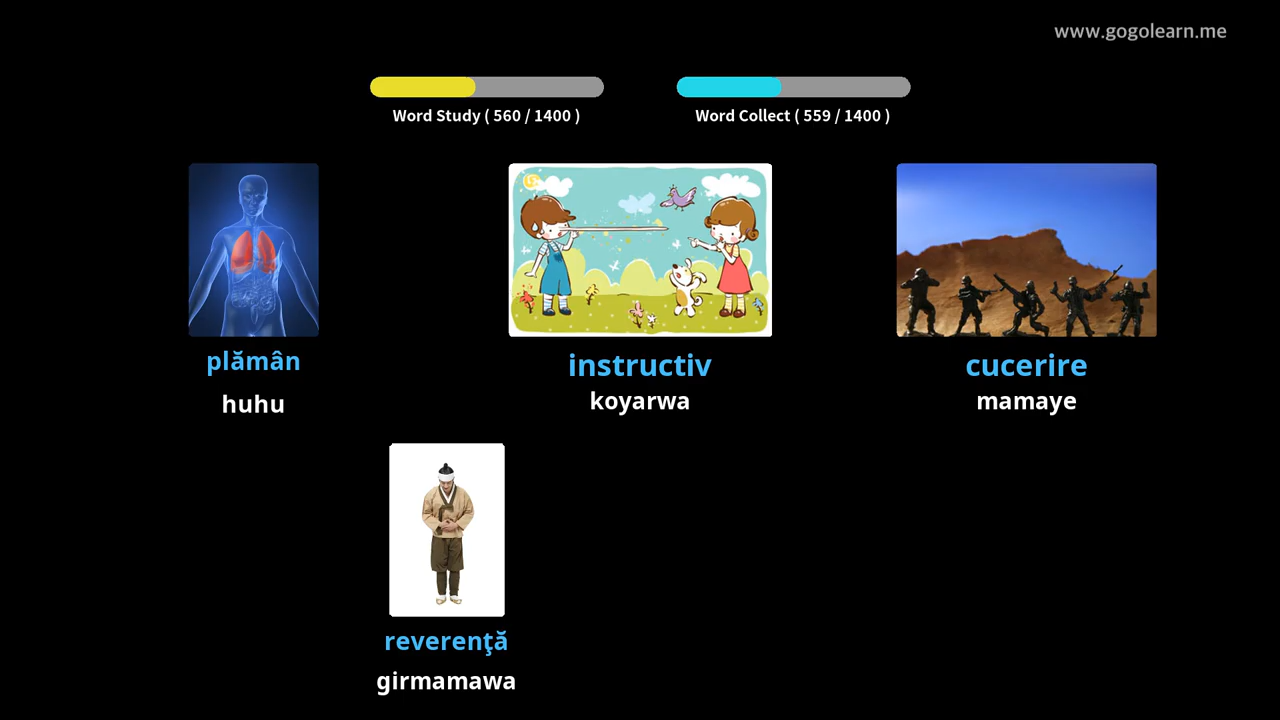 www.gogolearn.me
Word Study ( 560 / 1400 )
Word Collect ( 559 / 1400 )
plămân
huhu
instructiv
koyarwa
cucerire
mamaye
reverenţă
girmamawa